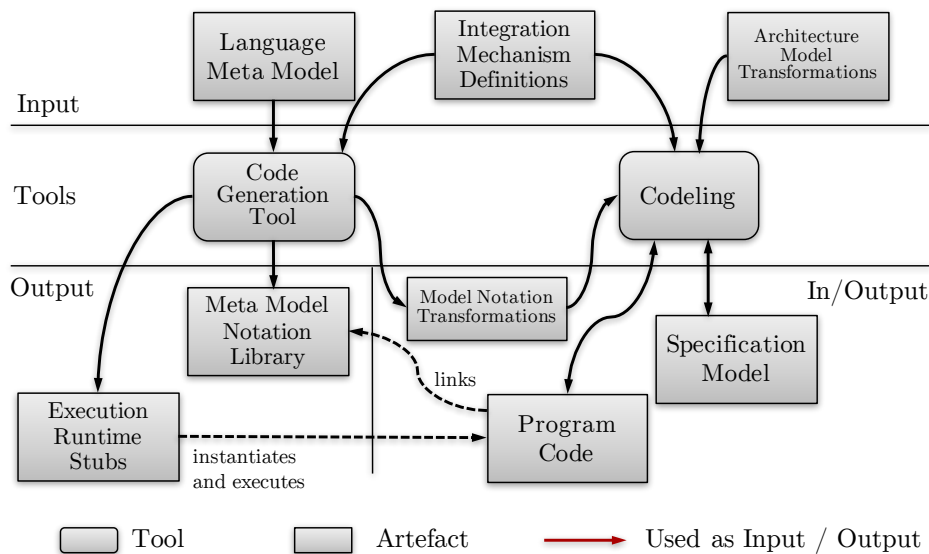 Language
Meta Model
Integration
Mechanism
Definitions
Architecture
Model
Transformations
Input
Code
Generation
Tool
Codeling
Tools
Output
In/Output
Meta Model
Notation
Library
Model Notation
Transformations
Specification
Model
links
Execution
Runtime
Stubs
instantiates
and executes
Program
Code
Tool
Artefact
Used as Input / Output